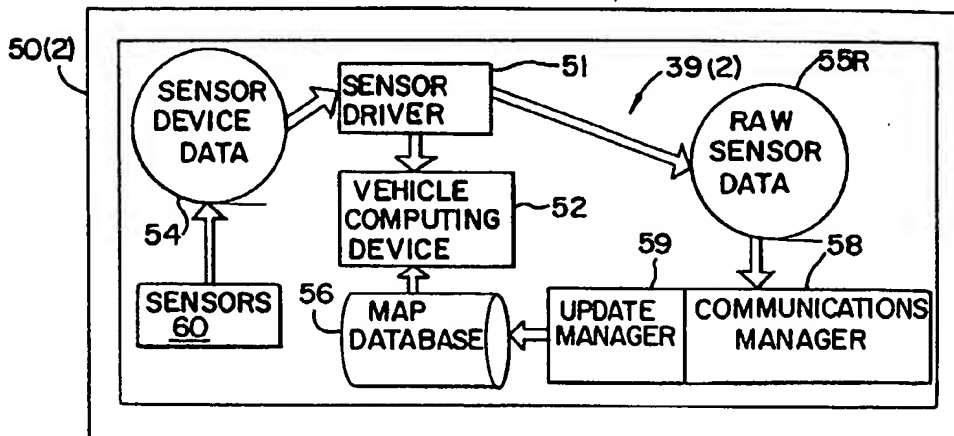 50(2)
51
39(2)
55R
SENSOR
DEVICE
DATA
SENSOR
DRIVER
RAW
SENSOR
DATA
54
VEHICLE
COMPUTING
DEVICE
52
58
59
SENSORS
60
56
MAP
DATABASE
UPDATE
MANAGER
COMMUNICATIONS
MANAGER